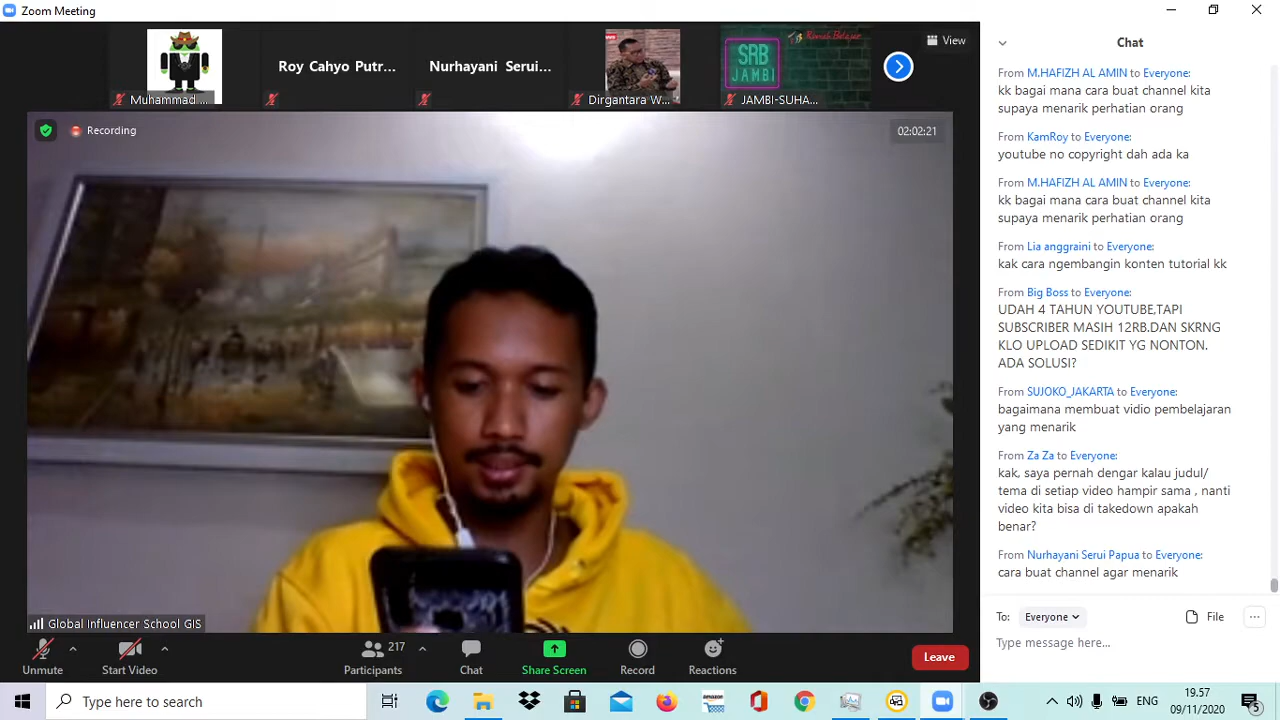 Zoom Meeting
Roy Cahyo Putr...
Nurhayani Serui...
Muhammad ...
Dirgantara W...
Rumah Belajar
SRB
JAMBI
JAMBI-SUHA...
View
Recording
02:02:21
Global Influencer School GIS
Chat
From M.HAFIZH AL AMIN to Everyone:
kk bagai mana cara buat channel kita
supaya menarik perhatian orang
From KamRoy to Everyone:
youtube no copyright dah ada ka
From M.HAFIZH AL AMIN to Everyone:
kk bagai mana cara buat channel kita
supaya menarik perhatian orang
From Lia anggraini to Everyone:
kak cara ngembangin konten tutorial kk
From Big Boss to Everyone:
UDAH 4 TAHUN YOUTUBE,TAPI
SUBSCRIBER MASIH 12RB.DAN SKRNG
KLO UPLOAD SEDIKIT YG NONTON.
ADA SOLUSI?
From SUJOKO_JAKARTA to Everyone:
bagaimana membuat vidio pembelajaran
yang menarik
From Za Za to Everyone:
kak, saya pernah dengar kalau judul/
tema di setiap video hampir sama , nanti
video kita bisa di takedown apakah
benar?
From Nurhayani Serui Papua to Everyone:
cara buat channel agar menarik
To: Everyone
File
...
Type message here...
Unmute
Start Video
217
Participants
Chat
Share Screen
Record
Reactions
Leave
Type here to search
amazon
ENG
19:57
09/11/2020
5